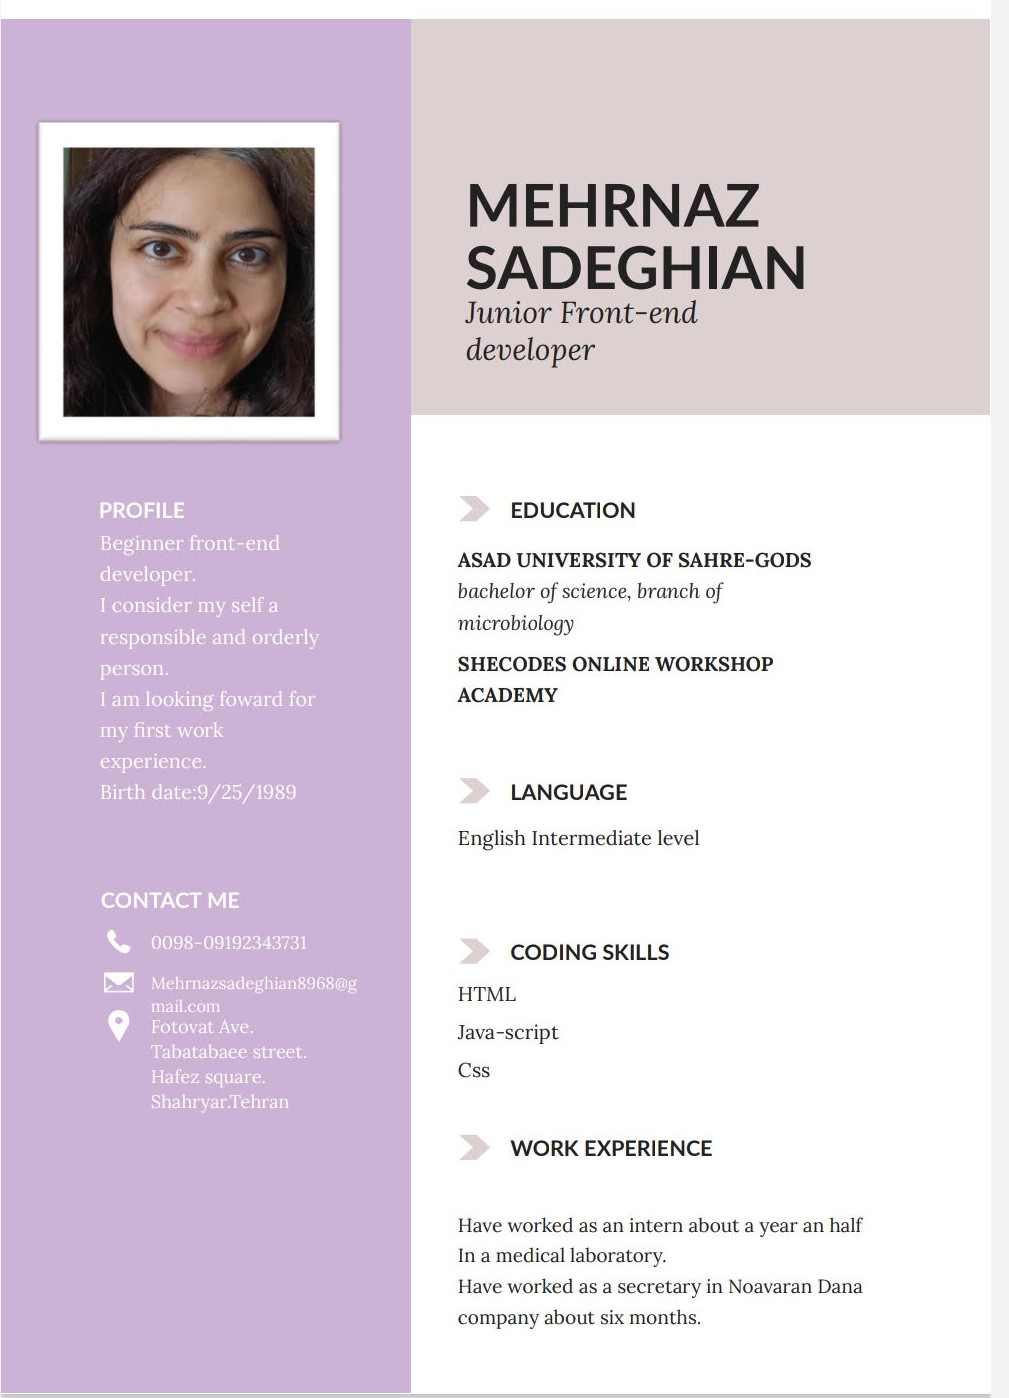 MEHRNAZ
SADEGHIAN
Junior Front-end
developer
PROFILE
Beginner front-end
developer.
I consider my self a
responsible and orderly
person.
I am looking foward for
my first work
experience.
Birth date:9/25/1989
CONTACT ME
0098-09192343731
Mehrnazsadeghian8968@g
mail.com
Fotovat Ave.
Tabatabaee street.
Hafez square.
Shahryar.Tehran
EDUCATION
ASAD UNIVERSITY OF SAHRE-GODS
bachelor of science, branch of
microbiology
SHECODES ONLINE WORKSHOP
ACADEMY
LANGUAGE
English Intermediate level
CODING SKILLS
HTML
Java-script
Css
WORK EXPERIENCE
Have worked as an intern about a year an half
In a medical laboratory.
Have worked as a secretary in Noavaran Dana
company about six months.